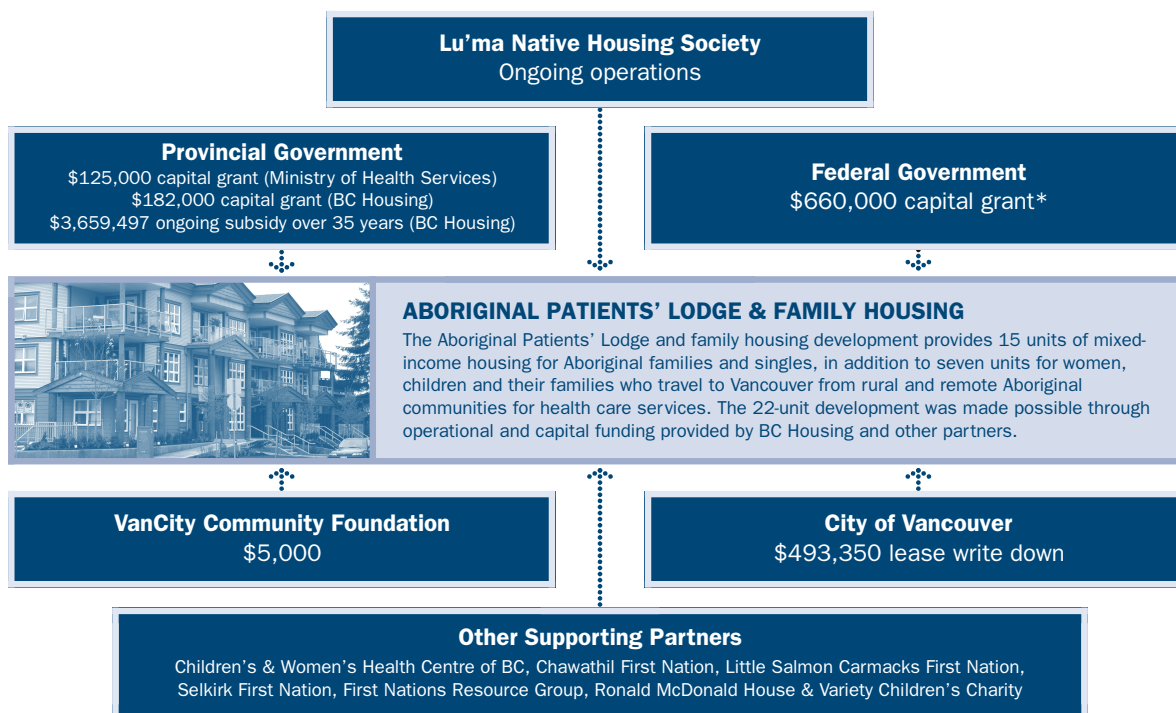 Lu’ma Native Housing Society
Ongoing operations
Provincial Government
$125,000 capital grant (Ministry of Health Services)
$182,000 capital grant (BC Housing)
$3,659,497 ongoing subsidy over 35 years (BC Housing)
Federal Government
$660,000 capital grant*
ABORIGINAL PATIENTS’ LODGE & FAMILY HOUSING
The Aboriginal Patients’ Lodge and family housing development provides 15 units of mixed-
income housing for Aboriginal families and singles, in addition to seven units for women,
children and their families who travel to Vancouver from rural and remote Aboriginal
communities for health care services. The 22-unit development was made possible through
operational and capital funding provided by BC Housing and other partners.
VanCity Community Foundation
$5,000
City of Vancouver
$493,350 lease write down
Other Supporting Partners
Children’s & Women’s Health Centre of BC, Chawathil First Nation, Little Salmon Carmacks First Nation,
Selkirk First Nation, First Nations Resource Group, Ronald McDonald House & Variety Children’s Charity